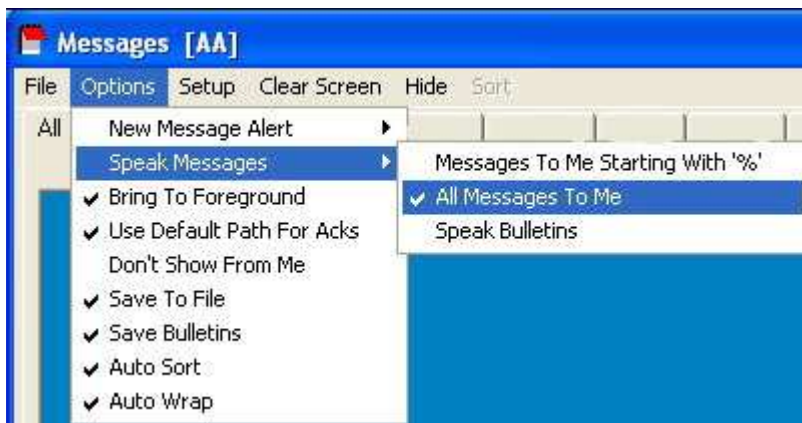 Messages [AA]
File Options Setup Clear Screen Hide Sort
All
New Message Alert
Speak Messages
Messages To Me Starting With '%'
Bring To Foreground
All Messages To Me
Use Default Path For Acks
Speak Bulletins
Don't Show From Me
Save To File
Save Bulletins
Auto Sort
Auto Wrap